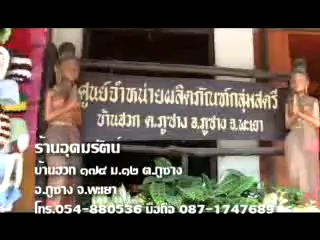 ศูนย์จำหน่ายผลิตภัณฑ์กลุ่มสตรี
บ้านฮวก ต.ภูซาง อ.ภูซาง จ.พะเยา
ร้านอุดมรัตน์
บ้านฮวก ๑๗๔ ม.๑๒ ต.ภูซาง
อ.ภูซาง จ.พะเยา
โทร.054-880536 มือถือ 087-1747689